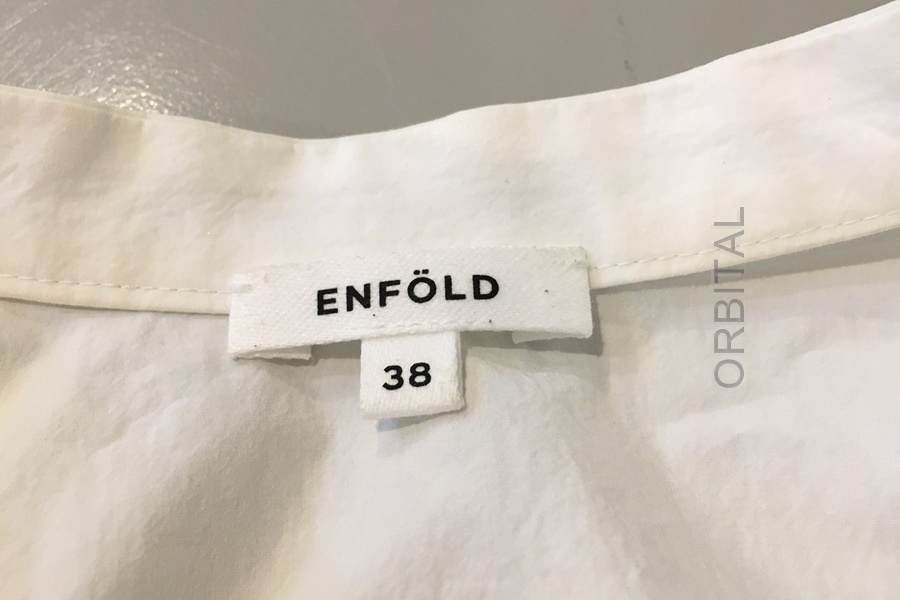 ENFÖLD
38
ORBITAL